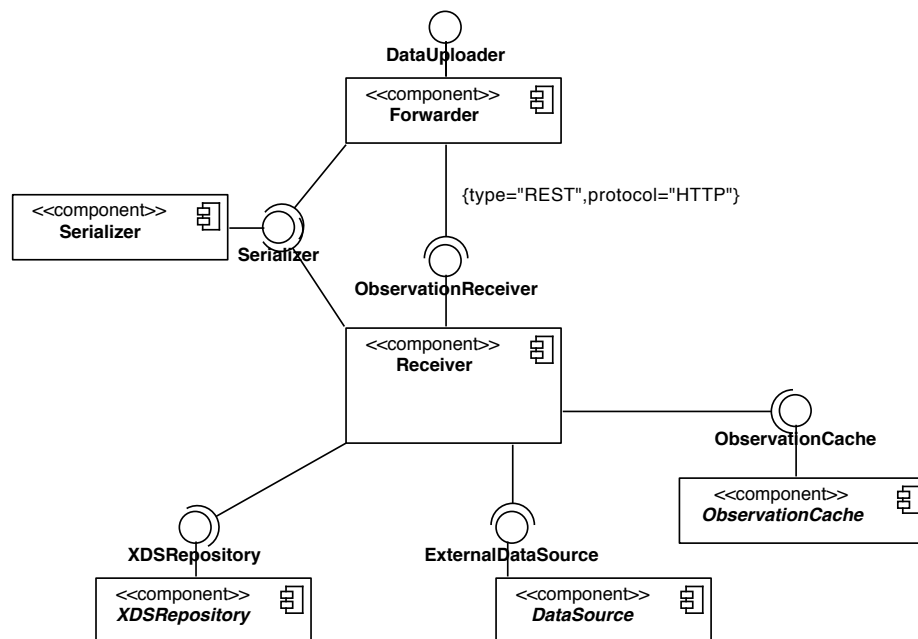 DataUploader
<<component>>
Forwarder
{type="REST",protocol="HTTP"}
<<component>>
Serializer
Serializer
ObservationReceiver
<<component>>
Receiver
ObservationCache
<<component>>
ObservationCache
XDSRepository
ExternalDataSource
<<component>>
XDSRepository
<<component>>
DataSource